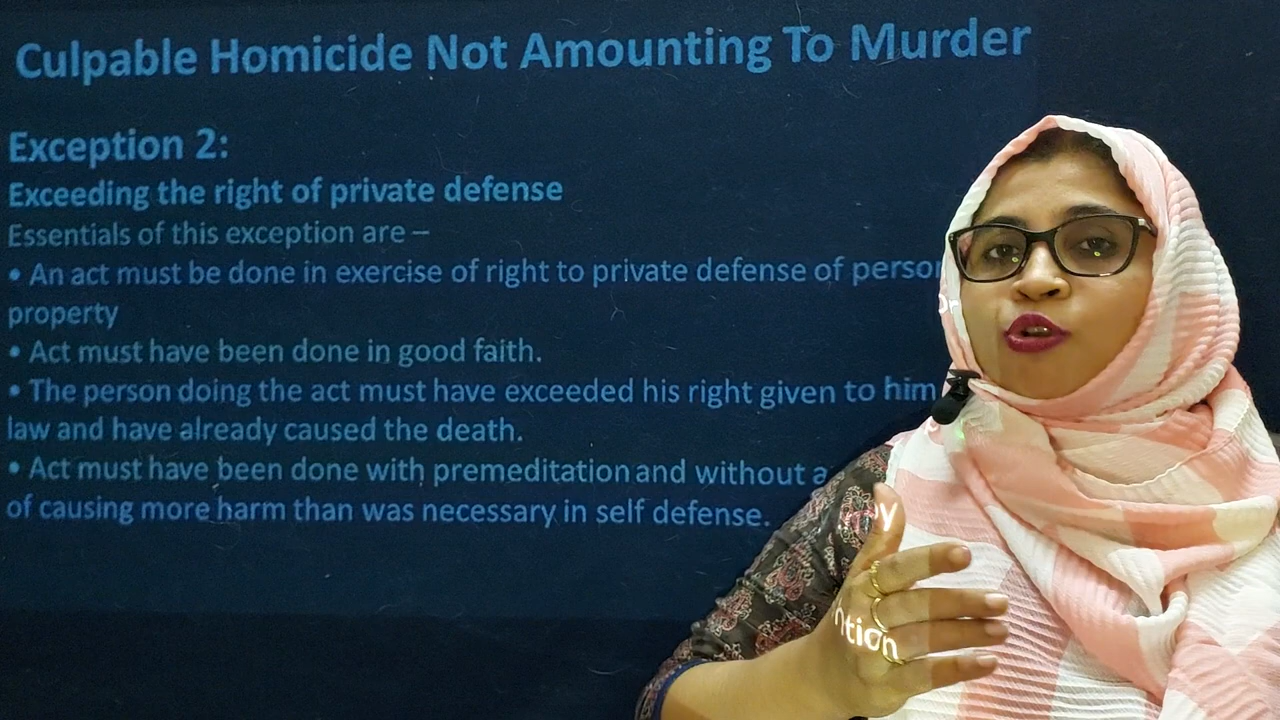 Culpable Homicide Not Amounting To Murder
Exception 2:
Exceeding the right of private defense
Essentials of this exception are –
• An act must be done in exercise of right to private defense of person or
property
• Act must have been done in good faith.
• The person doing the act must have exceeded his right given to him by
law and have already caused the death.
• Act must have been done with premeditation and without a ntion
of causing more harm than was necessary in self defense.